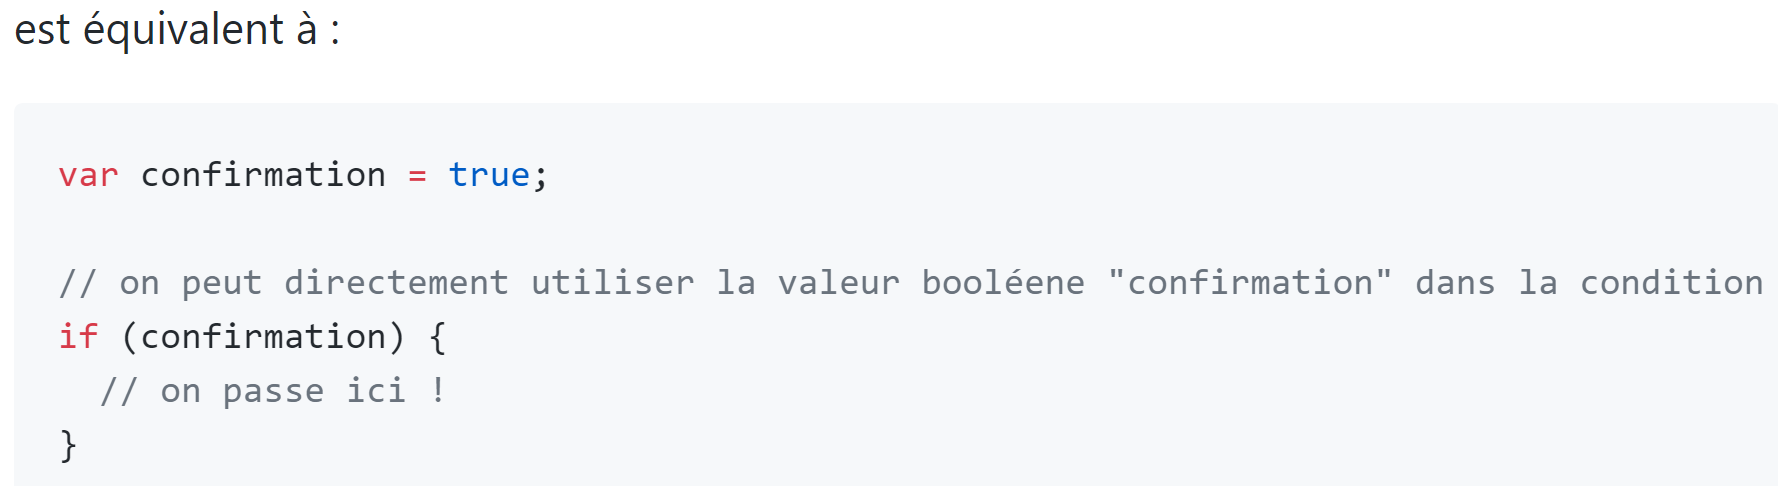 est équivalent à :
var confirmation = true;
// on peut directement utiliser la valeur booléene "confirmation" dans la condition
if (confirmation) {
// on passe ici !
}